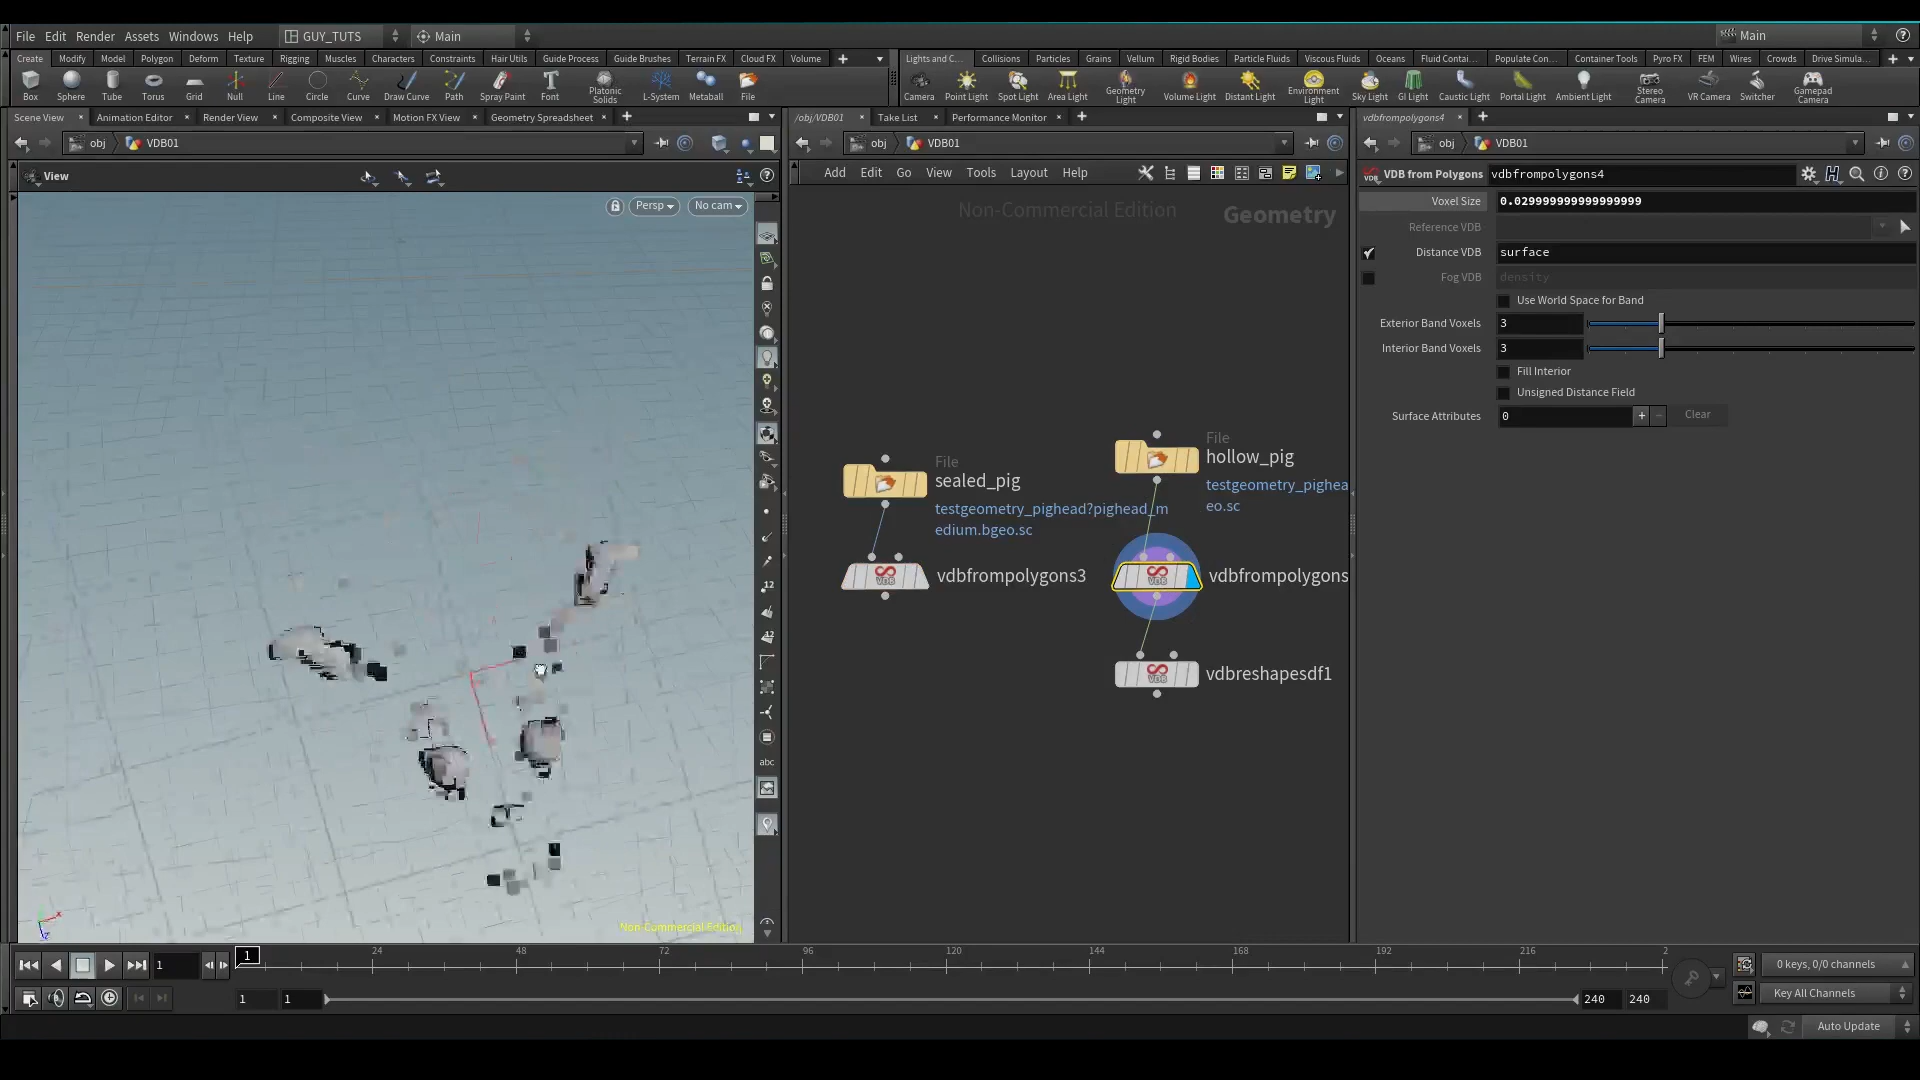 File Edit Render Assets Windows Help GUY_TUTS Main Main
Create Modify Model Polygon Deform Texture Rigging Muscles Characters Constraints Hair Utils Guide Process Guide Brushes Terrain FX Cloud FX Volume
Lights and C... Collisions Particles Grains Vellum Rigid Bodies Particle Fluids Viscous Fluids Oceans Fluid Contai... Populate Con... Container Tools Pyro FX FEM Wires Crowds Drive Simula...
Box Sphere Tube Torus Grid Null Line Circle Curve Draw Curve Path Spray Paint Font Platonic Solids L-System Metaball File
Camera Point Light Spot Light Area Light Geometry Light Volume Light Distant Light Environment Light Sky Light GI Light Caustic Light Portal Light Ambient Light Stereo Camera VR Camera Switcher Gamepad Camera
Scene View Animation Editor Render View Composite View Motion FX View Geometry Spreadsheet
/obj/VDB01 Take List Performance Monitor
vdbfrompolygons4
obj VDB01
obj VDB01
obj VDB01
View
Persp No cam
Add Edit Go View Tools Layout Help
VDB from Polygons vdbfrompolygons4
Non-Commercial Edition Geometry
Voxel Size 0.029999999999999999
Reference VDB
Distance VDB surface
Fog VDB density
Use World Space for Band
Exterior Band Voxels 3
Interior Band Voxels 3
Fill Interior
Unsigned Distance Field
Surface Attributes 0 + - Clear
File
sealed_pig
testgeometry_pighead?pighead_m
edium.bgeo.sc
File
hollow_pig
testgeometry_pighea
eo.sc
VDB
vdbfrompolygons3
VDB
vdbfrompolygons
VDB
vdbreshapesdf1
12
12
abc
Non-Commercial Edition
1 1 24 48 72 96 120 144 168 192 216 2
0 keys, 0/0 channels
1 1 240 240
Key All Channels
Auto Update